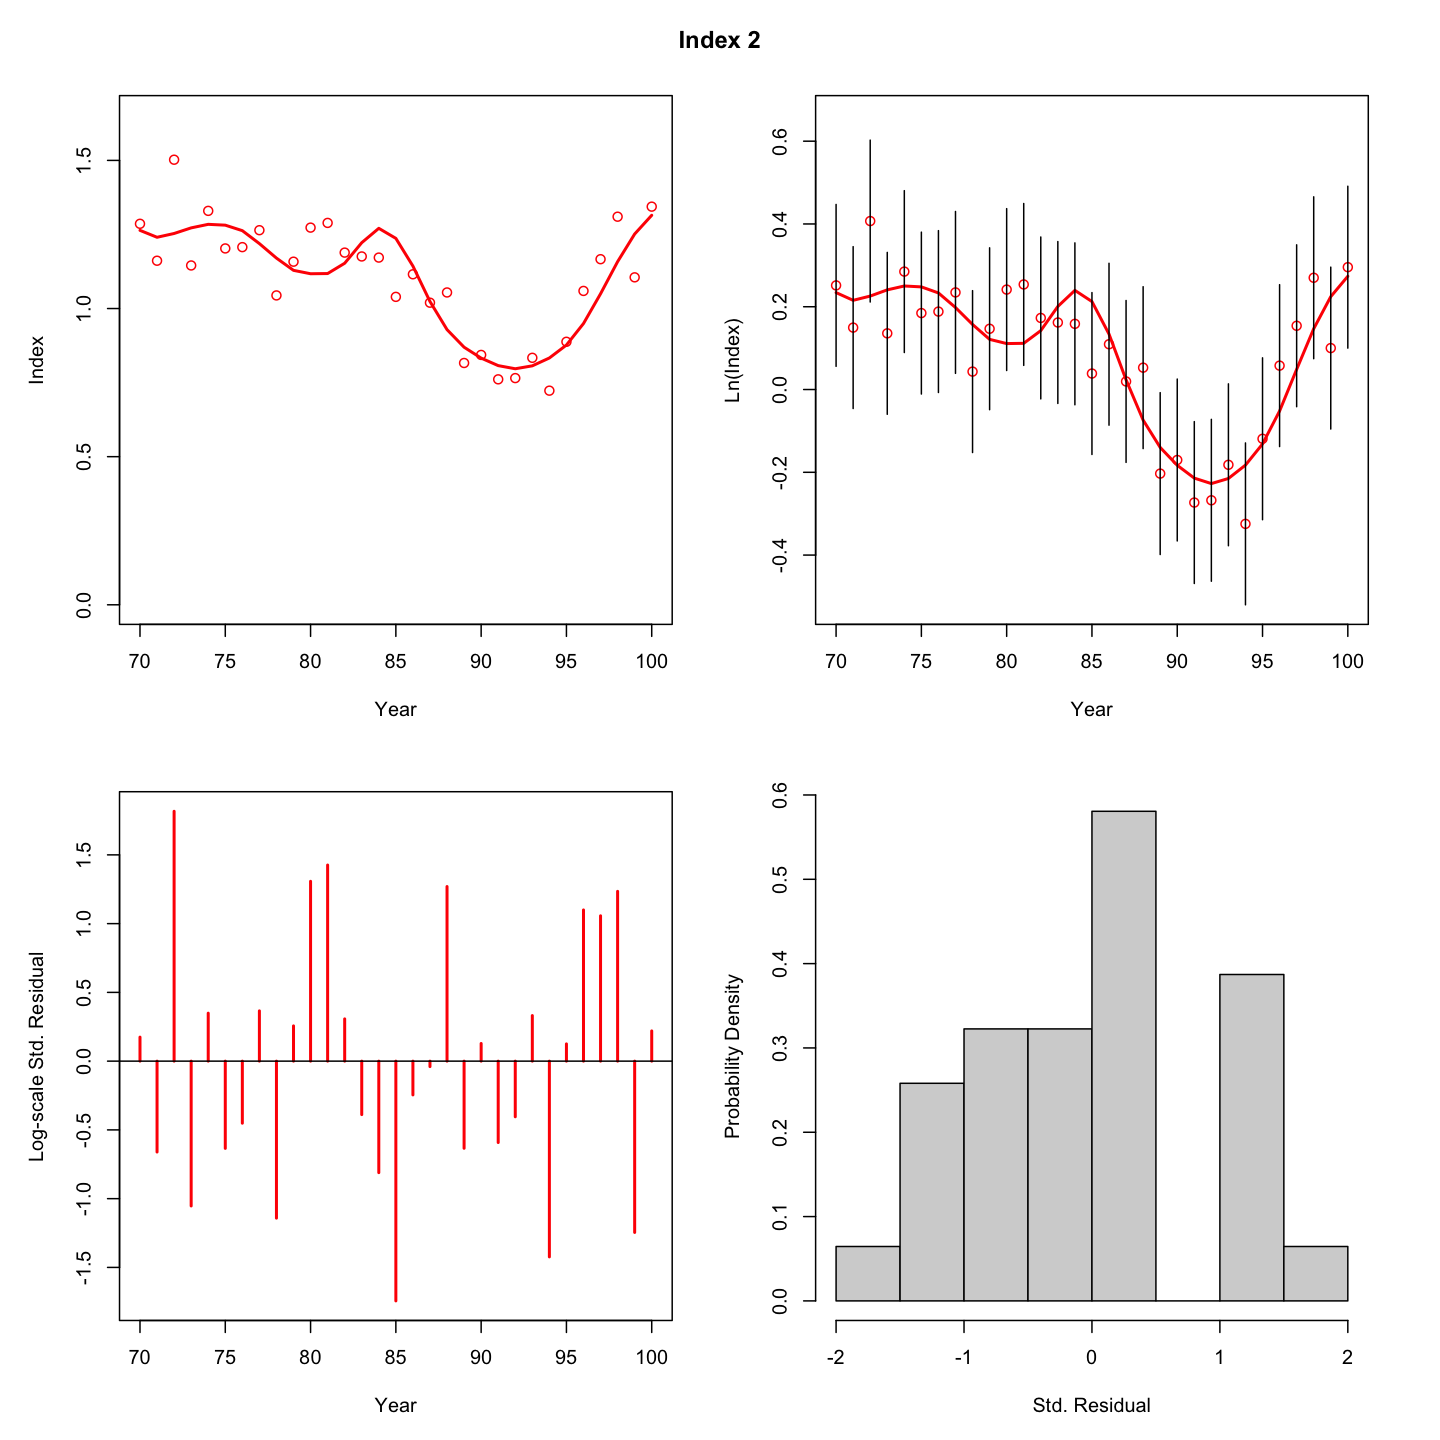 Index 2
Index
0.0 0.5 1.0 1.5
70 75 80 85 90 95 100
Year
Ln(Index)
-0.4 -0.2 0.0 0.2 0.4 0.6
70 75 80 85 90 95 100
Year
Log-scale Std. Residual
-1.5 -1.0 -0.5 0.0 0.5 1.0 1.5
70 75 80 85 90 95 100
Year
Probability Density
0.0 0.1 0.2 0.3 0.4 0.5 0.6
-2 -1 0 1 2
Std. Residual